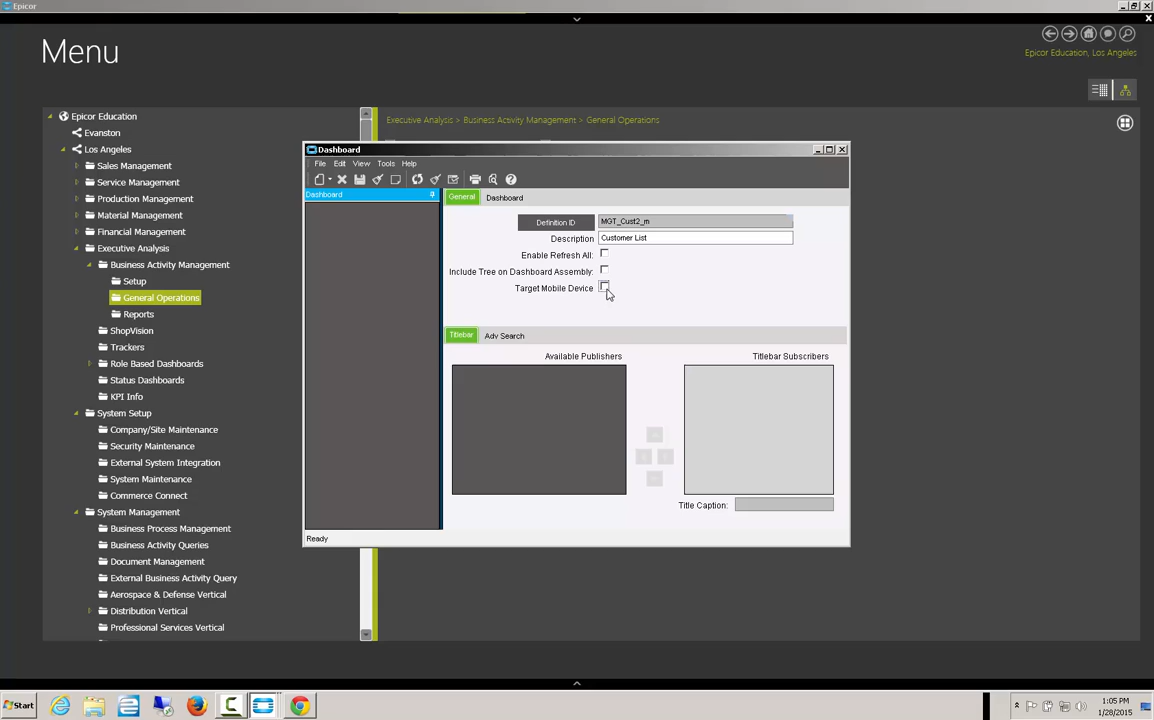 Epicor
Menu
Epicor Education, Los Angeles
Epicor Education
Evanston
Los Angeles
Sales Management
Service Management
Production Management
Material Management
Financial Management
Executive Analysis
Business Activity Management
Setup
General Operations
Reports
ShopVision
Trackers
Role Based Dashboards
Status Dashboards
KPI Info
System Setup
Company/Site Maintenance
Security Maintenance
External System Integration
System Maintenance
Commerce Connect
System Management
Business Process Management
Business Activity Queries
Document Management
External Business Activity Query
Aerospace & Defense Vertical
Distribution Vertical
Professional Services Vertical
Executive Analysis > Business Activity Management > General Operations
Dashboard
File Edit View Tools Help
Dashboard
General Dashboard
Definition ID MGT_Cust2_m
Description Customer List
Enable Refresh All:
Include Tree on Dashboard Assembly:
Target Mobile Device
Titlebar Adv Search
Available Publishers Titlebar Subscribers
Title Caption:
Ready
Start
1:05 PM
1/28/2015